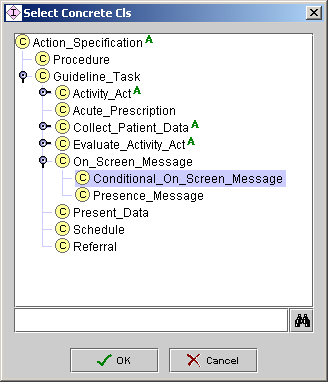 Select Concrete Cls
C Action_Specification A
C Procedure
C Guideline_Task
C Activity_Act A
C Acute_Prescription
C Collect_Patient_Data A
C Evaluate_Activity_Act A
C On_Screen_Message
C Conditional_On_Screen_Message
C Presence_Message
C Present_Data
C Schedule
C Referral
OK Cancel